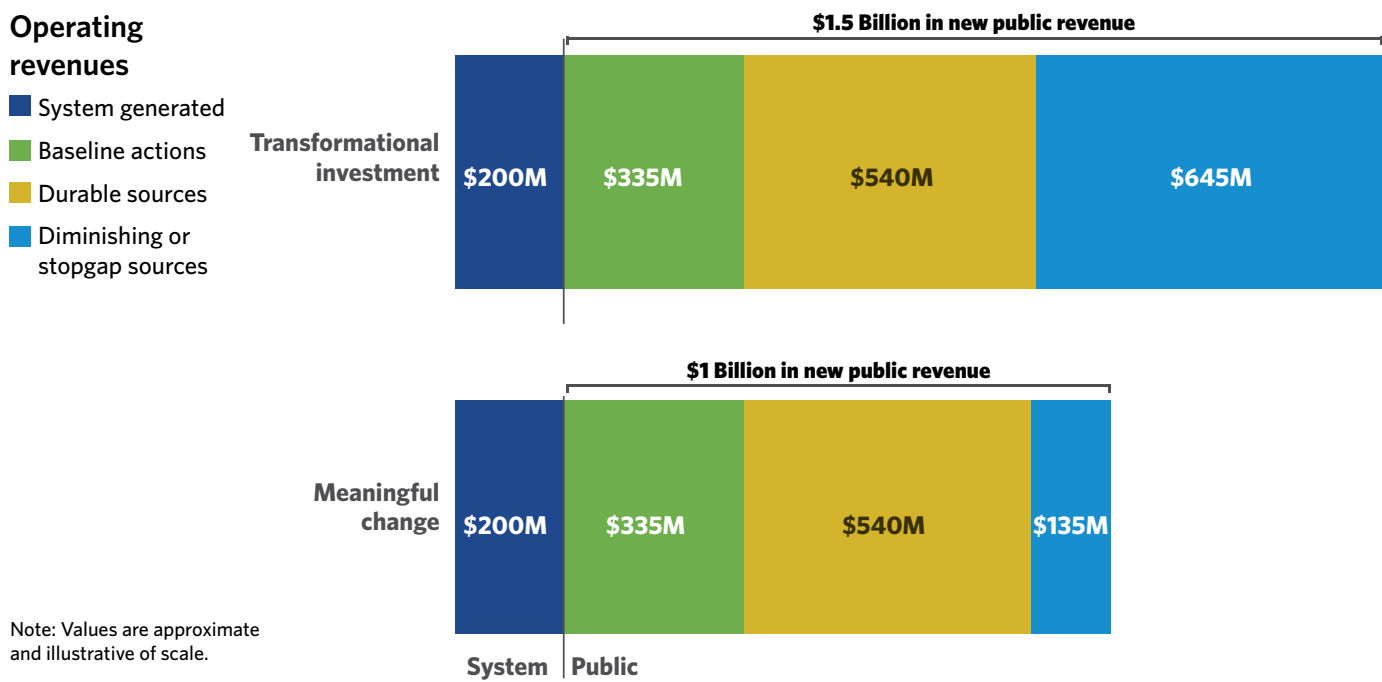 Operating
revenues
System generated
Baseline actions
Durable sources
Diminishing or
stopgap sources
$1.5 Billion in new public revenue
Transformational
investment
$200M
$335M
$540M
$645M
$1 Billion in new public revenue
Meaningful
change
$200M
$335M
$540M
$135M
System
Public
Note: Values are approximate
and illustrative of scale.